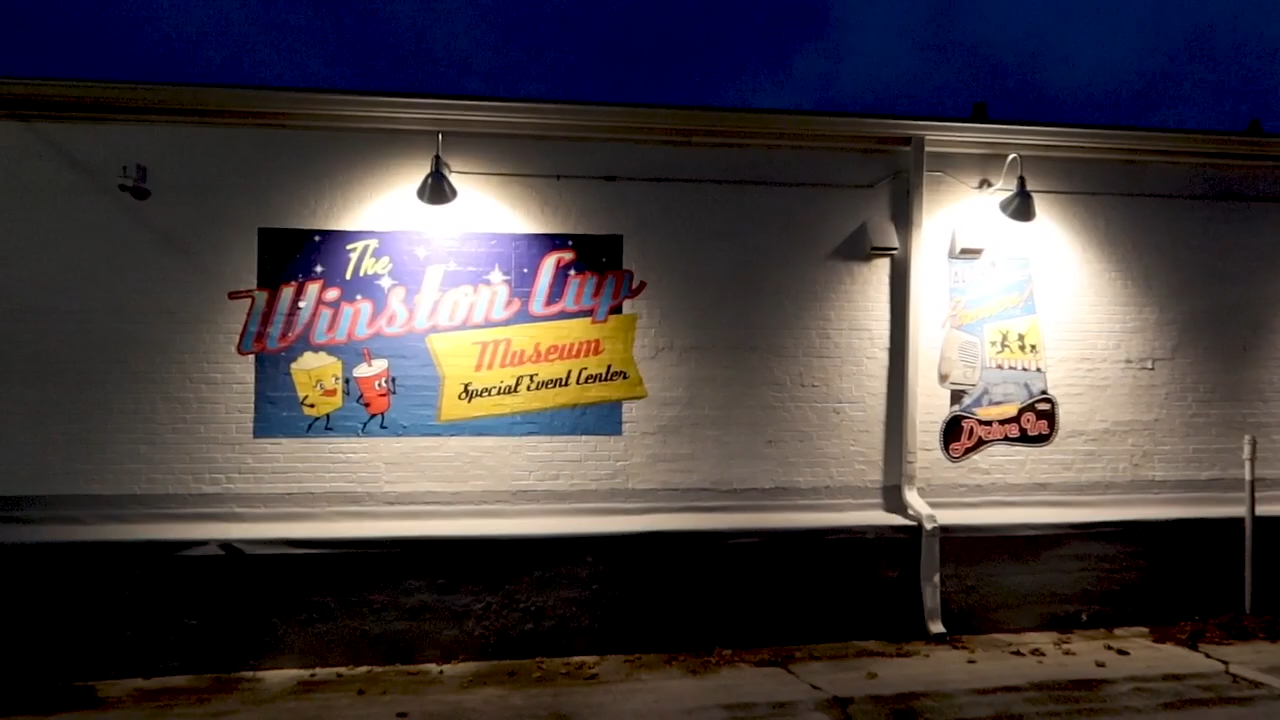 The
Winston Cup
Museum
Special Event Center
Drive In